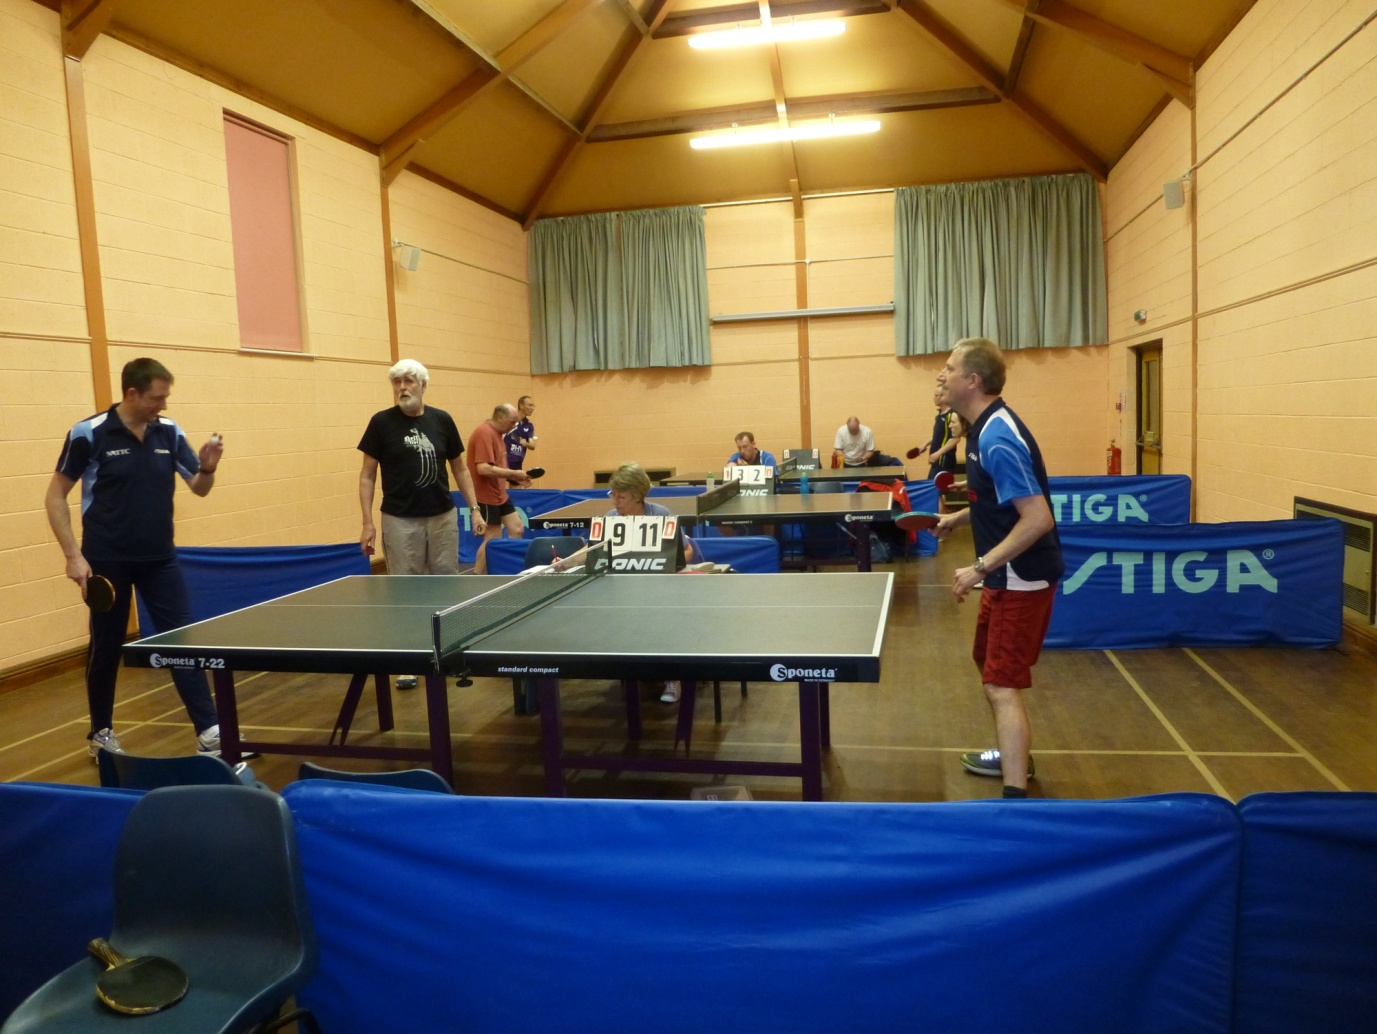 1 3 2
DONIC
STIGA®
STIGA®
Sponeta 7-12
Sponeta
0 9 11 0
DONIC
Sponeta 7-22
standard compact
Sponeta®